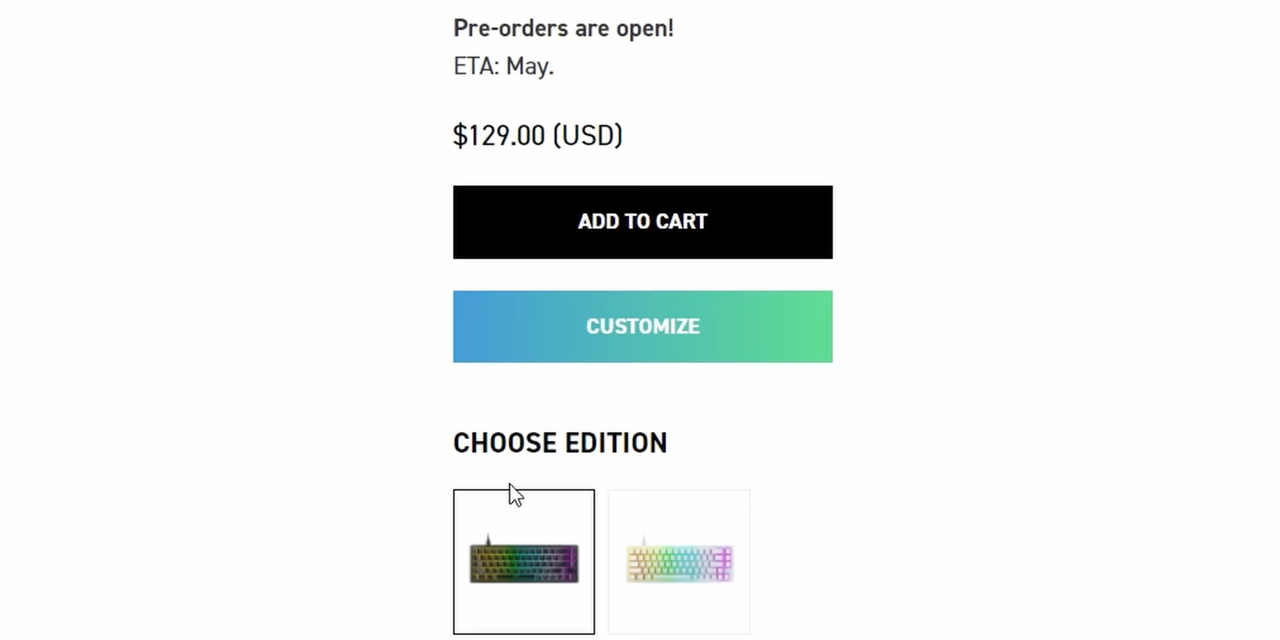 Pre-orders are open!
ETA: May.
$129.00 (USD)
ADD TO CART
CUSTOMIZE
CHOOSE EDITION